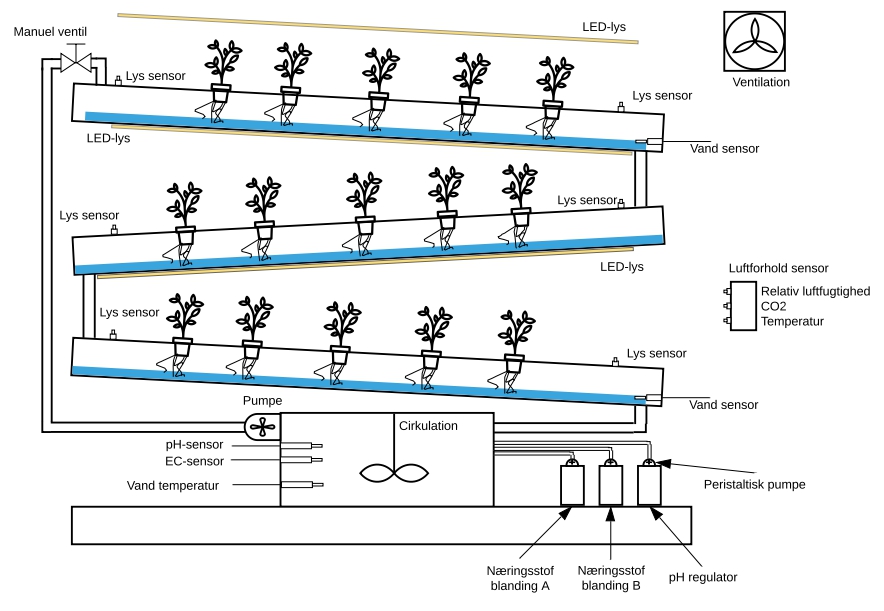 LED-lys
Manuel ventil
Lys sensor
Ventilation
Lys sensor
LED-lys
Vand sensor
Lys sensor
Lys sensor
LED-lys
Luftforhold sensor
Relativ luftfugtighed
CO2
Temperatur
Lys sensor
Lys sensor
Pumpe
Vand sensor
Cirkulation
pH-sensor
EC-sensor
Vand temperatur
Peristaltisk pumpe
Næringsstof
blanding A
Næringsstof
blanding B
pH regulator